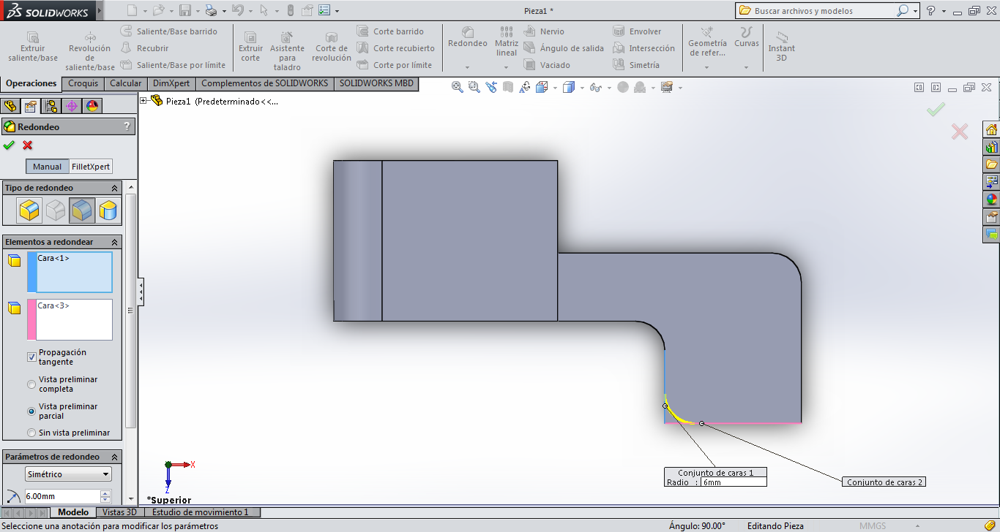 SOLIDWORKS
Pieza1 *
Buscar archivos y modelos
Extruir
saliente/base
Revolución
de
saliente/base
Saliente/Base barrido
Recubrir
Saliente/Base por límite
Extruir
corte
Asistente
para
taladro
Corte de
revolución
Corte barrido
Corte recubierto
Corte por límite
Redondeo
Matriz
lineal
Nervio
Ángulo de salida
Vaciado
Envolver
Intersección
Simetría
Geometría
de refer...
Curvas
Instant
3D
Operaciones
Croquis
Calcular
DimXpert
Complementos de SOLIDWORKS
SOLIDWORKS MBD
Pieza1 (Predeterminado<<...
Redondeo
?
Manual
FilletXpert
Tipo de redondeo
Elementos a redondear
Cara<1>
Cara<3>
Propagación
tangente
Vista preliminar
completa
Vista preliminar
parcial
Sin vista preliminar
Parámetros de redondeo
Simétrico
6.00mm
X
Z
*Superior
Conjunto de caras 1
Radio : 6mm
Conjunto de caras 2
Modelo
Vistas 3D
Estudio de movimiento 1
Seleccione una anotación para modificar los parámetros
Ángulo: 90.00°
Editando Pieza
MMGS